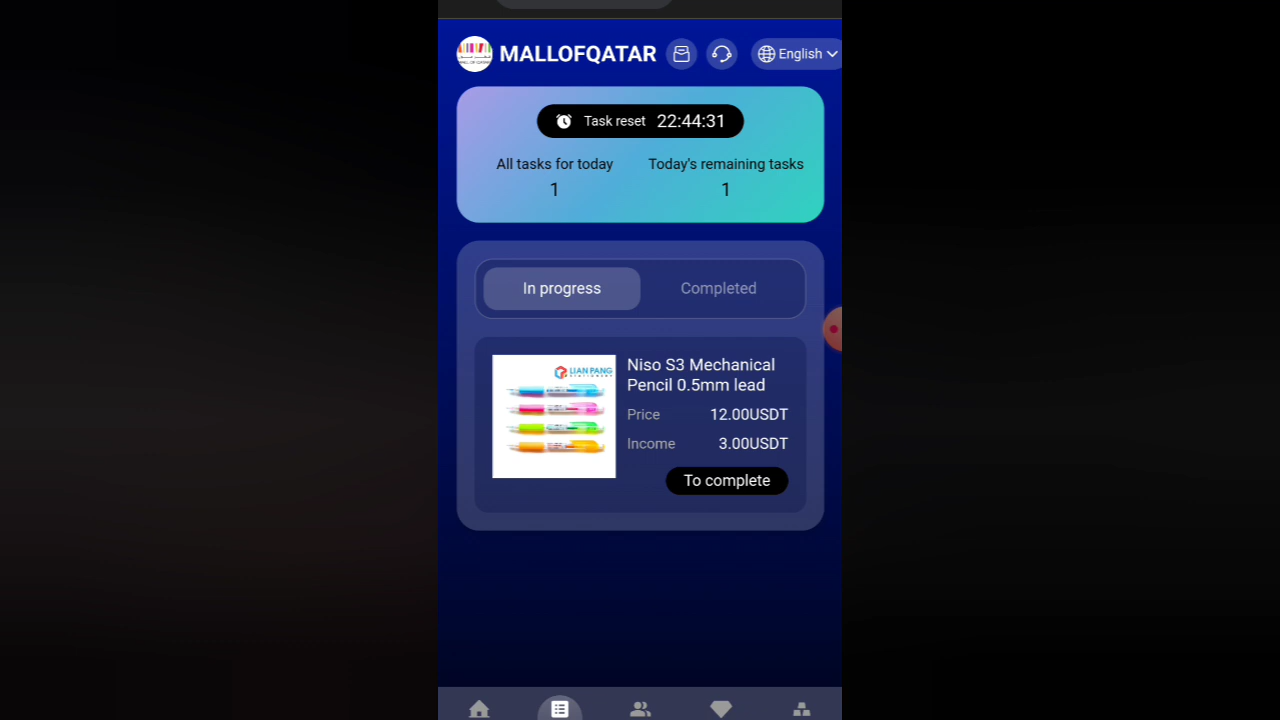 MALLOFQATAR
English
Task reset 22:44:31
All tasks for today
Today's remaining tasks
1
1
In progress
Completed
LIAN PANG
Niso S3 Mechanical
Pencil 0.5mm lead
Price 12.00USDT
Income 3.00USDT
To complete